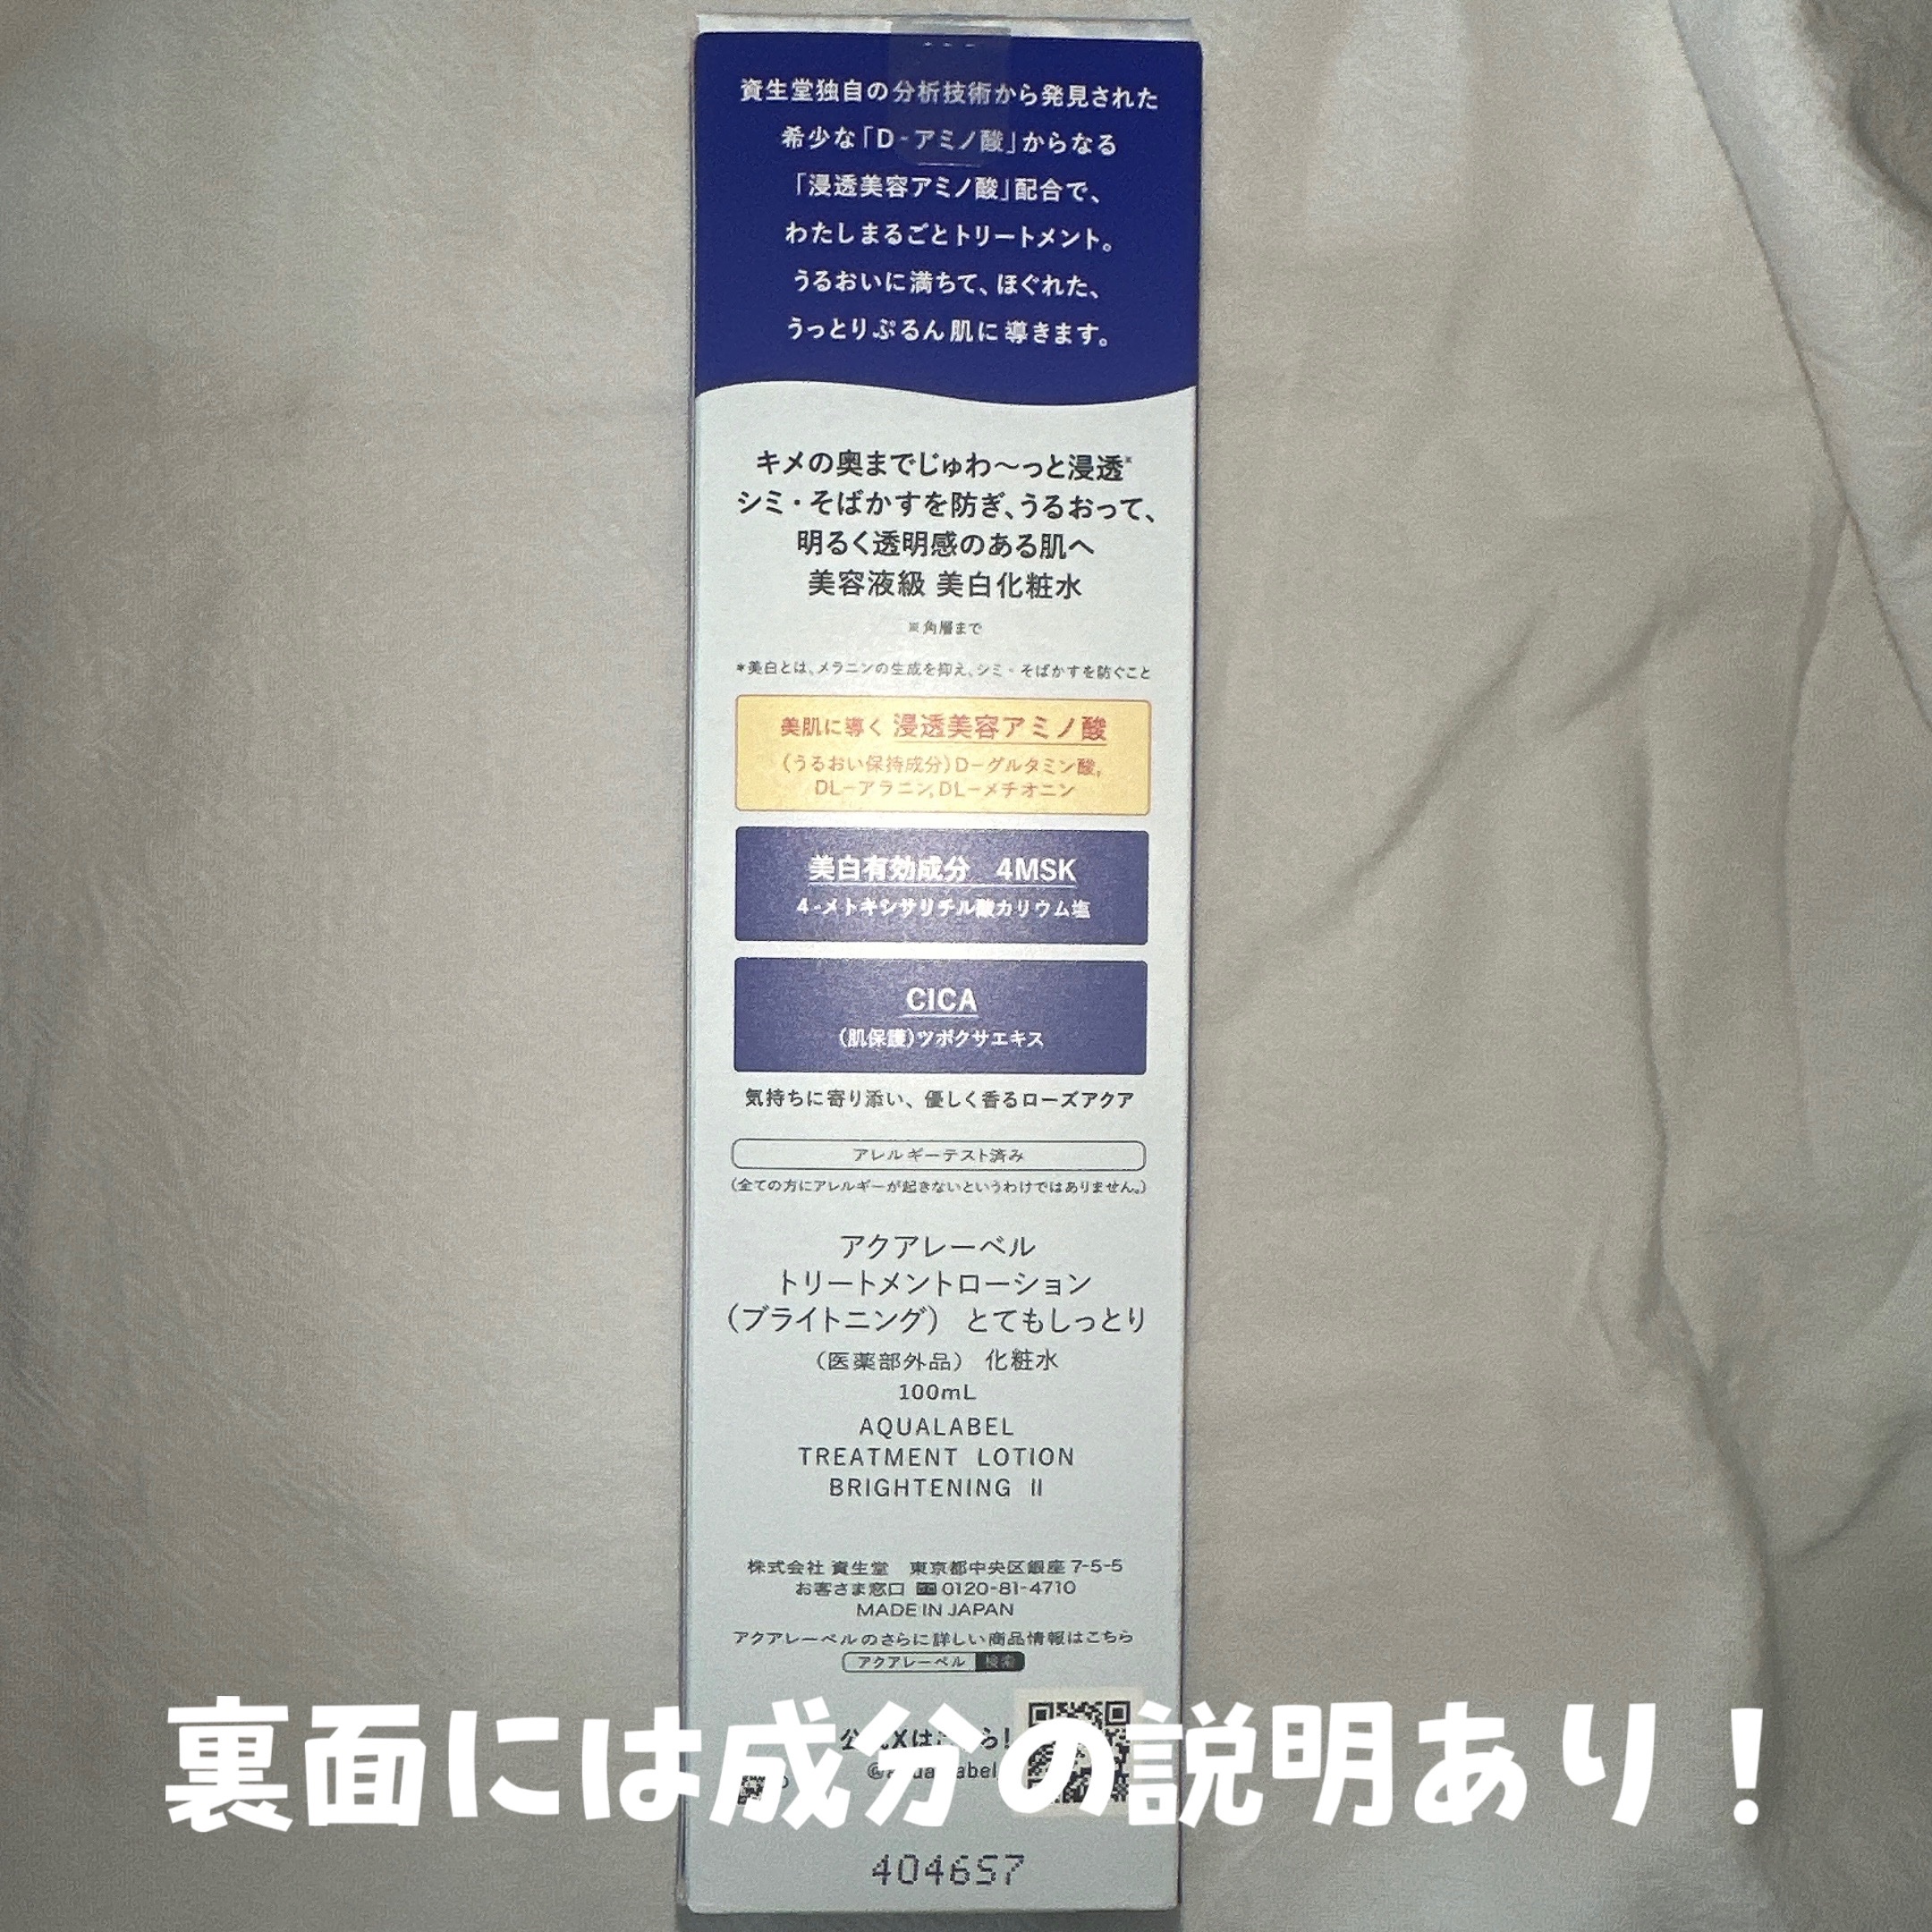 資生堂独自の分析技術から発見された
希少な「D-アミノ酸」からなる
「浸透美容アミノ酸」配合で、
わたしまるごとトリートメント。
うるおいに満ちて、ほぐれた、
うっとりぷるん肌に導きます。
キメの奥までじゅわ〜っと浸透※
シミ・そばかすを防ぎ、うるおって、
明るく透明感のある肌へ
美容液級 美白化粧水
※角層まで
*美白とは、メラニンの生成を抑え、シミ・そばかすを防ぐこと
美肌に導く 浸透美容アミノ酸
(うるおい保持成分)D-グルタミン酸,
DL-アラニン,DL-メチオニン
美白有効成分 4MSK
4-メトキシサリチル酸カリウム塩
CICA
(肌保護)ツボクサエキス
気持ちに寄り添い、優しく香るローズアクア
アレルギーテスト済み
(全ての方にアレルギーが起きないというわけではありません。)
アクアレーベル
トリートメントローション
(ブライトニング) とてもしっとり
(医薬部外品) 化粧水
100mL
AQUALABEL
TREATMENT LOTION
BRIGHTENING II
株式会社 資生堂 東京都中央区銀座 7-5-5
お客さま窓口 0120-81-4710
MADE IN JAPAN
アクアレーベルのさらに詳しい商品情報はこちら
アクアレーベル 検索
裏面には成分の説明あり!
404657